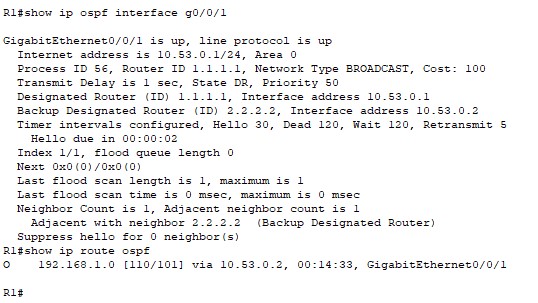 R1#show ip ospf interface g0/0/1

GigabitEthernet0/0/1 is up, line protocol is up
  Internet address is 10.53.0.1/24, Area 0
  Process ID 56, Router ID 1.1.1.1, Network Type BROADCAST, Cost: 100
  Transmit Delay is 1 sec, State DR, Priority 50
  Designated Router (ID) 1.1.1.1, Interface address 10.53.0.1
  Backup Designated Router (ID) 2.2.2.2, Interface address 10.53.0.2
  Timer intervals configured, Hello 30, Dead 120, Wait 120, Retransmit 5
    Hello due in 00:00:02
  Index 1/1, flood queue length 0
  Next 0x0(0)/0x0(0)
  Last flood scan length is 1, maximum is 1
  Last flood scan time is 0 msec, maximum is 0 msec
  Neighbor Count is 1, Adjacent neighbor count is 1
    Adjacent with neighbor 2.2.2.2  (Backup Designated Router)
  Suppress hello for 0 neighbor(s)
R1#show ip route ospf
O    192.168.1.0 [110/101] via 10.53.0.2, 00:14:33, GigabitEthernet0/0/1

R1#